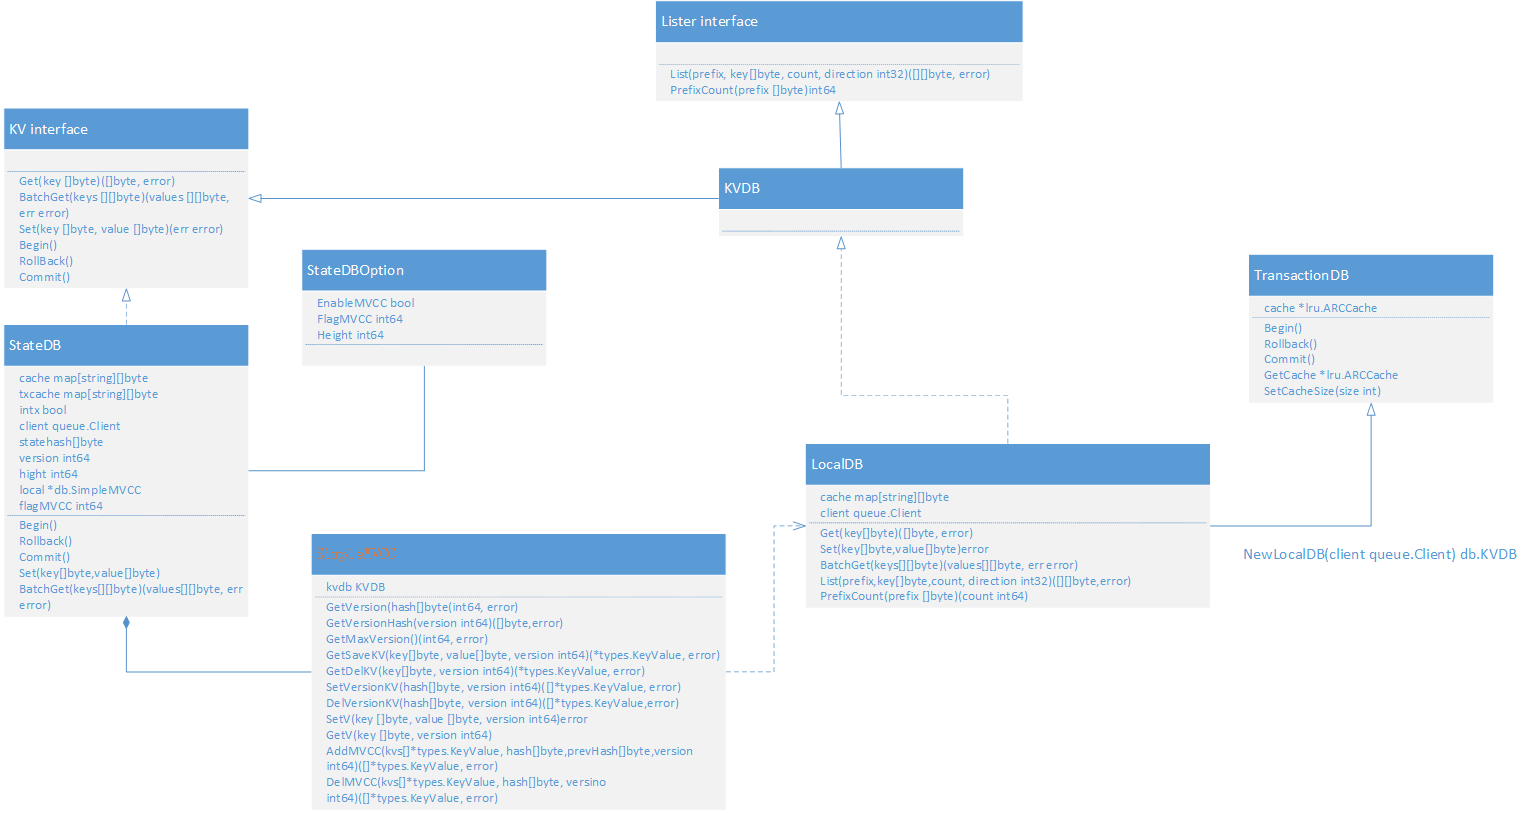 Lister interface
List(prefix, key[]byte, count, direction int32)([][]byte, error)
PrefixCount(prefix []byte)int64
KV interface
Get(key []byte)([]byte, error)
BatchGet(keys [][]byte)(values [][]byte,
err error)
Set(key []byte, value []byte)(err error)
Begin()
RollBack()
Commit()
KVDB
StateDBOption
EnableMVCC bool
FlagMVCC int64
Height int64
TransactionDB
cache *lru.ARCCache
Begin()
Rollback()
Commit()
GetCache *lru.ARCCache
SetCacheSize(size int)
StateDB
cache map[string][]byte
txcache map[string][]byte
intx bool
client queue.Client
statehash[]byte
version int64
hight int64
local *db.SimpleMVCC
flagMVCC int64
Begin()
Rollback()
Commit()
Set(key[]byte,value[]byte)
BatchGet(keys[][]byte)(values[][]byte, err
error)
LocalDB
cache map[string][]byte
client queue.Client
Get(key[]byte)([]byte, error)
Set(key[]byte,value[]byte)error
BatchGet(keys[][]byte)(values[][]byte, err error)
List(prefix,key[]byte,count, direction int32)([][]byte,error)
PrefixCount(prefix []byte)(count int64)
NewLocalDB(client queue.Client) db.KVDB
kvdb KVDB
GetVersion(hash[]byte(int64, error)
GetVersionHash(version int64)([]byte,error)
GetMaxVersion()(int64, error)
GetSaveKV(key[]byte, value[]byte, version int64)(*types.KeyValue, error)
GetDelKV(key[]byte, version int64)(*types.KeyValue, error)
SetVersionKV(hash[]byte, version int64)([]*types.KeyValue, error)
DelVersionKV(hash[]byte, version int64)([]*types.KeyValue,error)
SetV(key []byte, value []byte, version int64)error
GetV(key []byte, version int64)
AddMVCC(kvs[]*types.KeyValue, hash[]byte,prevHash[]byte,version
int64)([]*types.KeyValue, error)
DelMVCC(kvs[]*types.KeyValue, hash[]byte, versino
int64)([]*types.KeyValue, error)